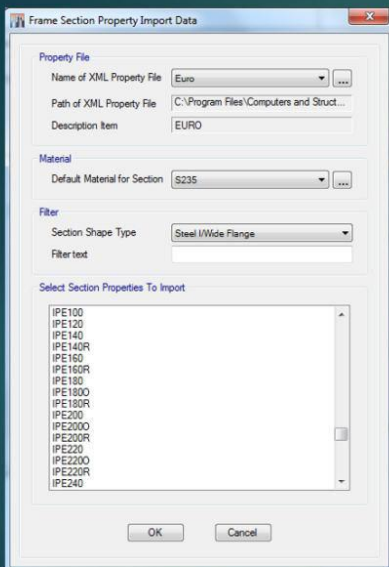 Frame Section Property Import Data
Property File
Name of XML Property File Euro ...
Path of XML Property File C:\Program Files\Computers and Struct...
Description Item EURO
Material
Default Material for Section S235 ...
Filter
Section Shape Type Steel I/Wide Flange
Filter text
Select Section Properties To Import
IPE100
IPE120
IPE140
IPE140R
IPE160
IPE160R
IPE180
IPE180O
IPE180R
IPE200
IPE200O
IPE200R
IPE220
IPE220O
IPE220R
IPE240
OK Cancel